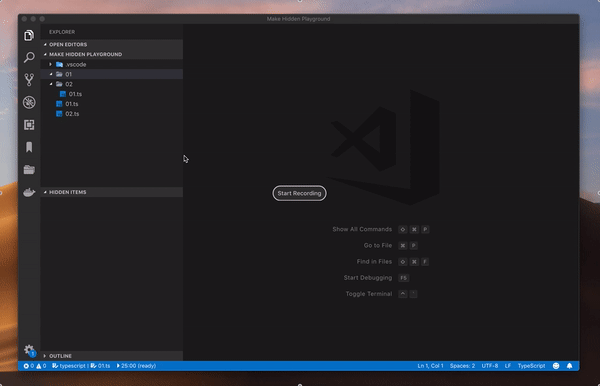 Make Hidden Playground
EXPLORER
OPEN EDITORS
MAKE HIDDEN PLAYGROUND
.vscode
01
02
01.ts
01.ts
02.ts
HIDDEN ITEMS
OUTLINE
Start Recording
Show All Commands ⇧ ⌘ P
Go to File ⌘ P
Find in Files ⇧ ⌘ F
Start Debugging F5
Toggle Terminal ⌃ `
0 0 typescript | 01.ts 25:00 (ready) Ln 1, Col 1 Spaces: 2 UTF-8 LF TypeScript
1